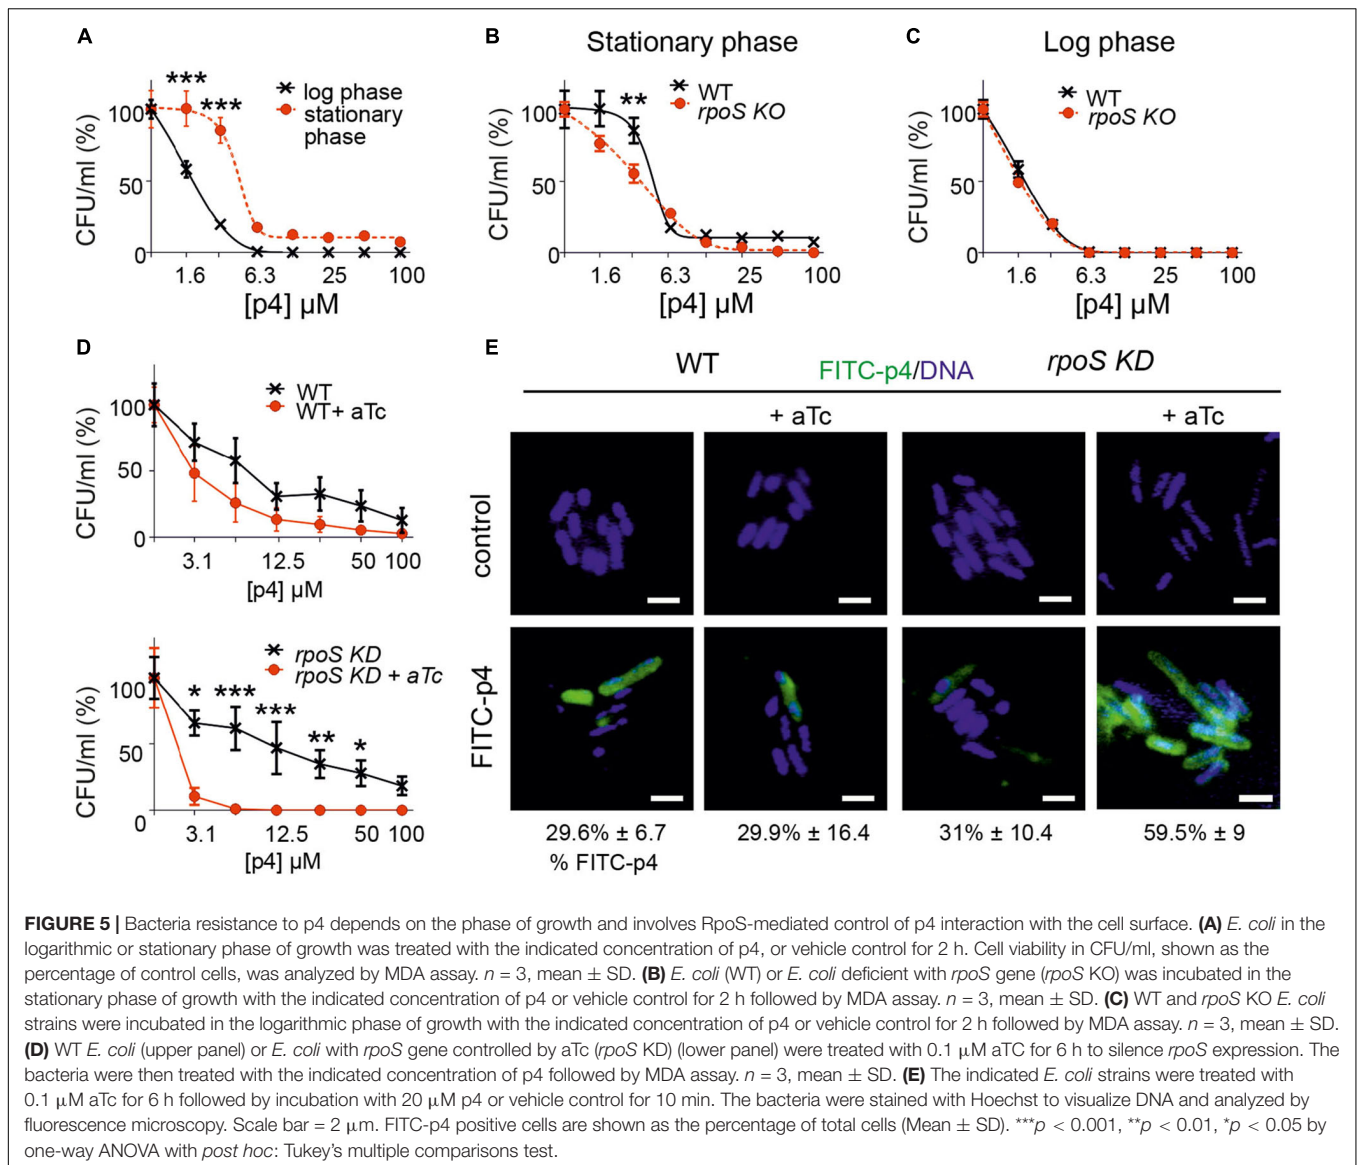 A
*** 
***
log phase
stationary
phase
CFU/ml (%)
100
50
0
1.6 6.3 25 100
[p4] µM
B
Stationary phase
**
WT
rpoS KO
CFU/ml (%)
100
50
0
1.6 6.3 25 100
[p4] µM
C
Log phase
WT
rpoS KO
CFU/ml (%)
100
50
0
1.6 6.3 25 100
[p4] µM
D
WT
WT+ aTc
CFU/ml (%)
100
50
0
3.1 12.5 50 100
[p4] µM
rpoS KD
rpoS KD + aTc
* *** *** ** *
CFU/ml (%)
100
50
0
3.1 12.5 50 100
[p4] µM
E
WT FITC-p4/DNA rpoS KD
+ aTc + aTc
control
FITC-p4
29.6% ± 6.7 29.9% ± 16.4 31% ± 10.4 59.5% ± 9
% FITC-p4
FIGURE 5 | Bacteria resistance to p4 depends on the phase of growth and involves RpoS-mediated control of p4 interaction with the cell surface. (A) E. coli in the
logarithmic or stationary phase of growth was treated with the indicated concentration of p4, or vehicle control for 2 h. Cell viability in CFU/ml, shown as the
percentage of control cells, was analyzed by MDA assay. n = 3, mean ± SD. (B) E. coli (WT) or E. coli deficient with rpoS gene (rpoS KO) was incubated in the
stationary phase of growth with the indicated concentration of p4 or vehicle control for 2 h followed by MDA assay. n = 3, mean ± SD. (C) WT and rpoS KO E. coli
strains were incubated in the logarithmic phase of growth with the indicated concentration of p4 or vehicle control for 2 h followed by MDA assay. n = 3, mean ± SD.
(D) WT E. coli (upper panel) or E. coli with rpoS gene controlled by aTc (rpoS KD) (lower panel) were treated with 0.1 µM aTC for 6 h to silence rpoS expression. The
bacteria were then treated with the indicated concentration of p4 followed by MDA assay. n = 3, mean ± SD. (E) The indicated E. coli strains were treated with
0.1 µM aTc for 6 h followed by incubation with 20 µM p4 or vehicle control for 10 min. The bacteria were stained with Hoechst to visualize DNA and analyzed by
fluorescence microscopy. Scale bar = 2 µm. FITC-p4 positive cells are shown as the percentage of total cells (Mean ± SD). ***p < 0.001, **p < 0.01, *p < 0.05 by
one-way ANOVA with post hoc: Tukey's multiple comparisons test.